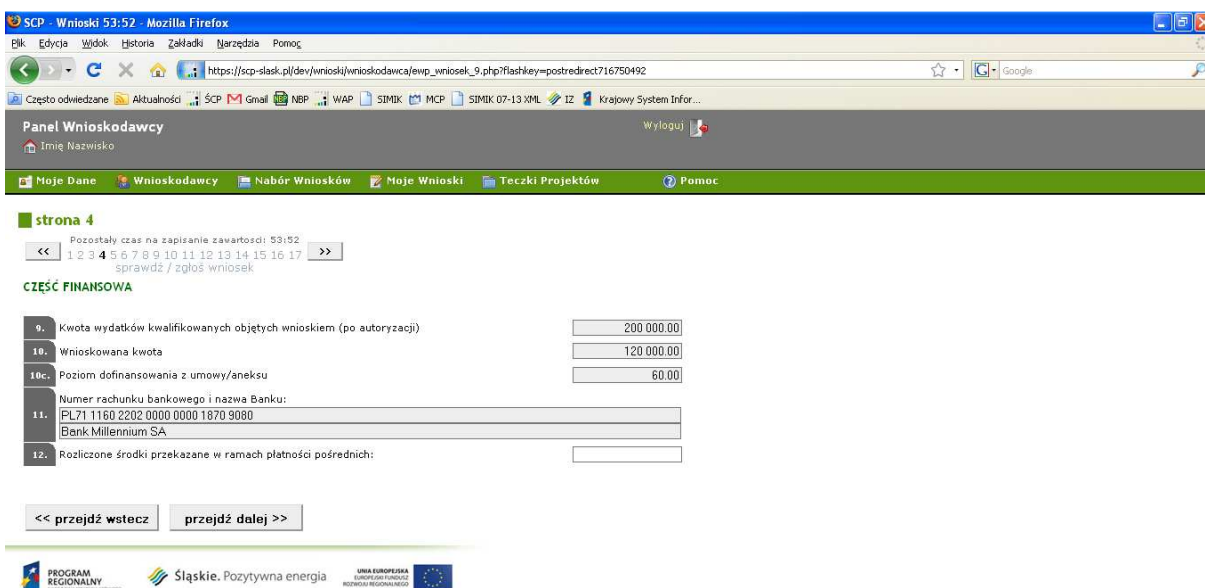 SCP - Wnioski 53:52 - Mozilla Firefox
Plik Edycja Widok Historia Zakładki Narzędzia Pomoc
https://scp-slask.pl/dev/wnioski/wnioskodawca/ewp_wniosek_9.php?flashkey=postredirect716750492
G Google
Często odwiedzane Aktualności ŚCP Gmail NBP WAP SIMIK MCP SIMIK 07-13 XML IZ Krajowy System Infor...
Panel Wnioskodawcy Wyloguj
Imię Nazwisko
Moje Dane Wnioskodawcy Nabór Wniosków Moje Wnioski Teczki Projektów Pomoc
strona 4
Pozostały czas na zapisanie zawartosci: 53:52
<< 1 2 3 4 5 6 7 8 9 10 11 12 13 14 15 16 17 >>
sprawdź / zgłoś wniosek
CZĘŚĆ FINANSOWA
9. Kwota wydatków kwalifikowanych objętych wnioskiem (po autoryzacji) 200 000.00
10. Wnioskowana kwota 120 000.00
10c. Poziom dofinansowania z umowy/aneksu 60.00
11. Numer rachunku bankowego i nazwa Banku:
PL71 1160 2202 0000 0000 1870 9080
Bank Millennium SA
12. Rozliczone środki przekazane w ramach płatności pośrednich:
<< przejdź wstecz przejdź dalej >>
PROGRAM
REGIONALNY
Śląskie. Pozytywna energia
UNIA EUROPEJSKA
EUROPEJSKI FUNDUSZ
ROZWOJU REGIONALNEGO